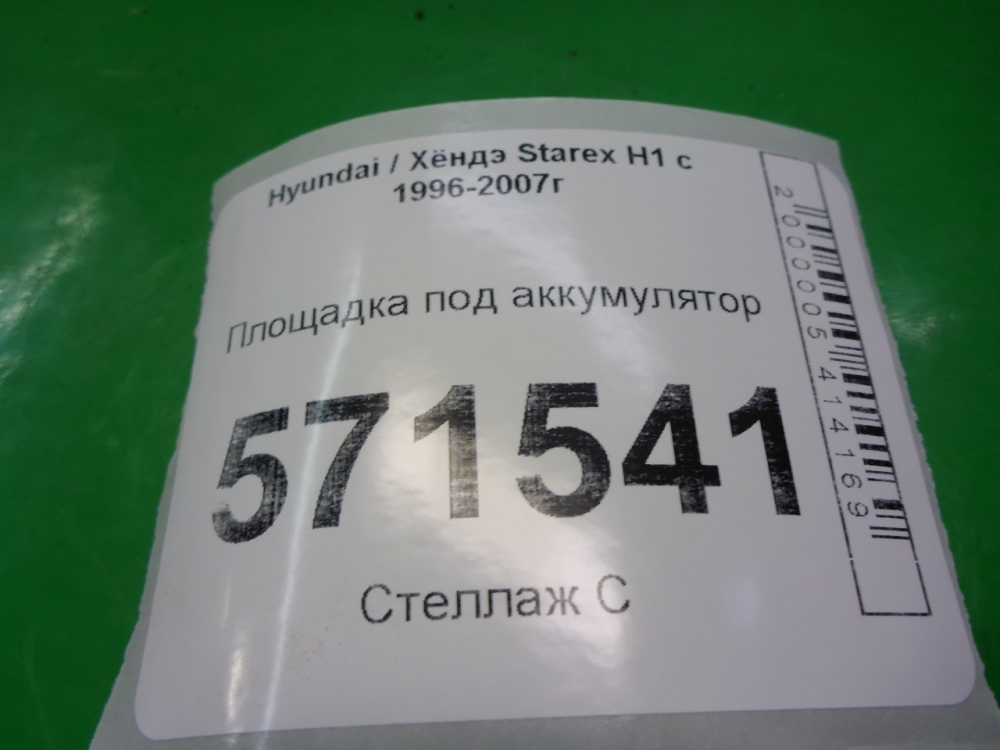 Hyundai / Хёндэ Starex H1 с
1996-2007г
Площадка под аккумулятор
571541
Стеллаж С
2000005414169